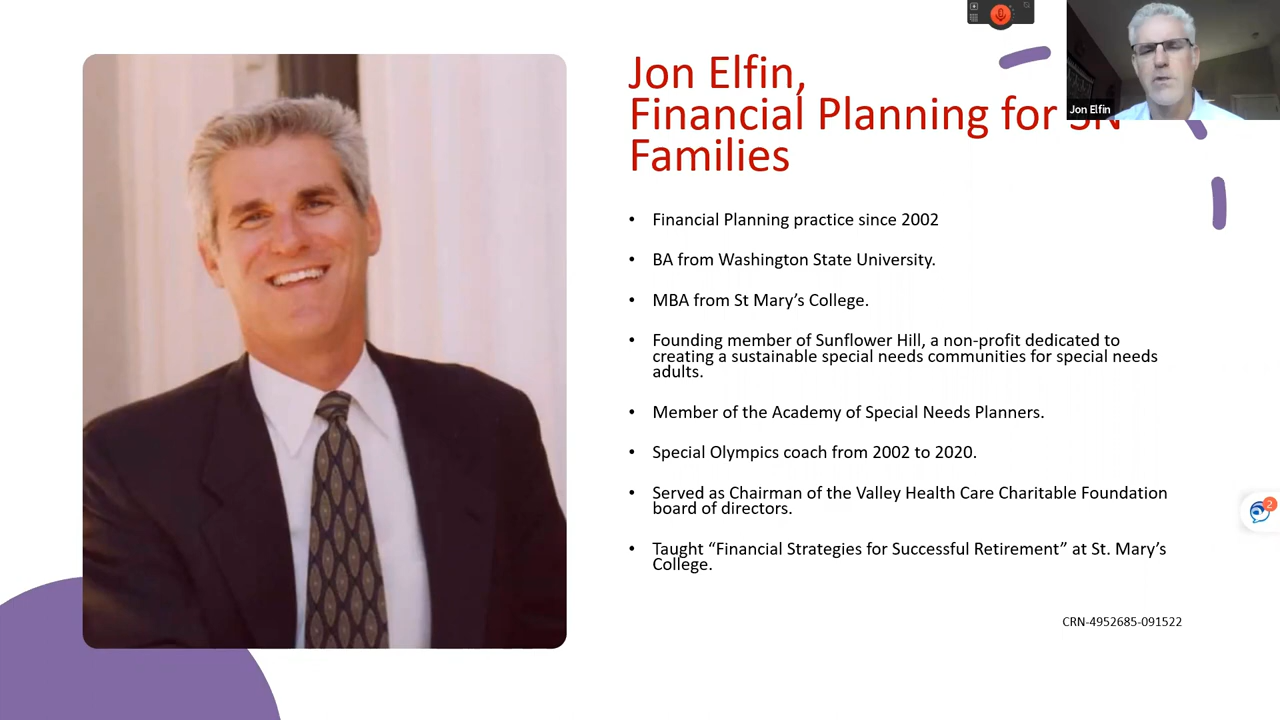 Jon Elfin,
Financial Planning for SN
Families
Jon Elfin
• Financial Planning practice since 2002
• BA from Washington State University.
• MBA from St Mary’s College.
• Founding member of Sunflower Hill, a non-profit dedicated to
creating a sustainable special needs communities for special needs
adults.
• Member of the Academy of Special Needs Planners.
• Special Olympics coach from 2002 to 2020.
• Served as Chairman of the Valley Health Care Charitable Foundation
board of directors.
• Taught “Financial Strategies for Successful Retirement” at St. Mary’s
College.
2
CRN-4952685-091522